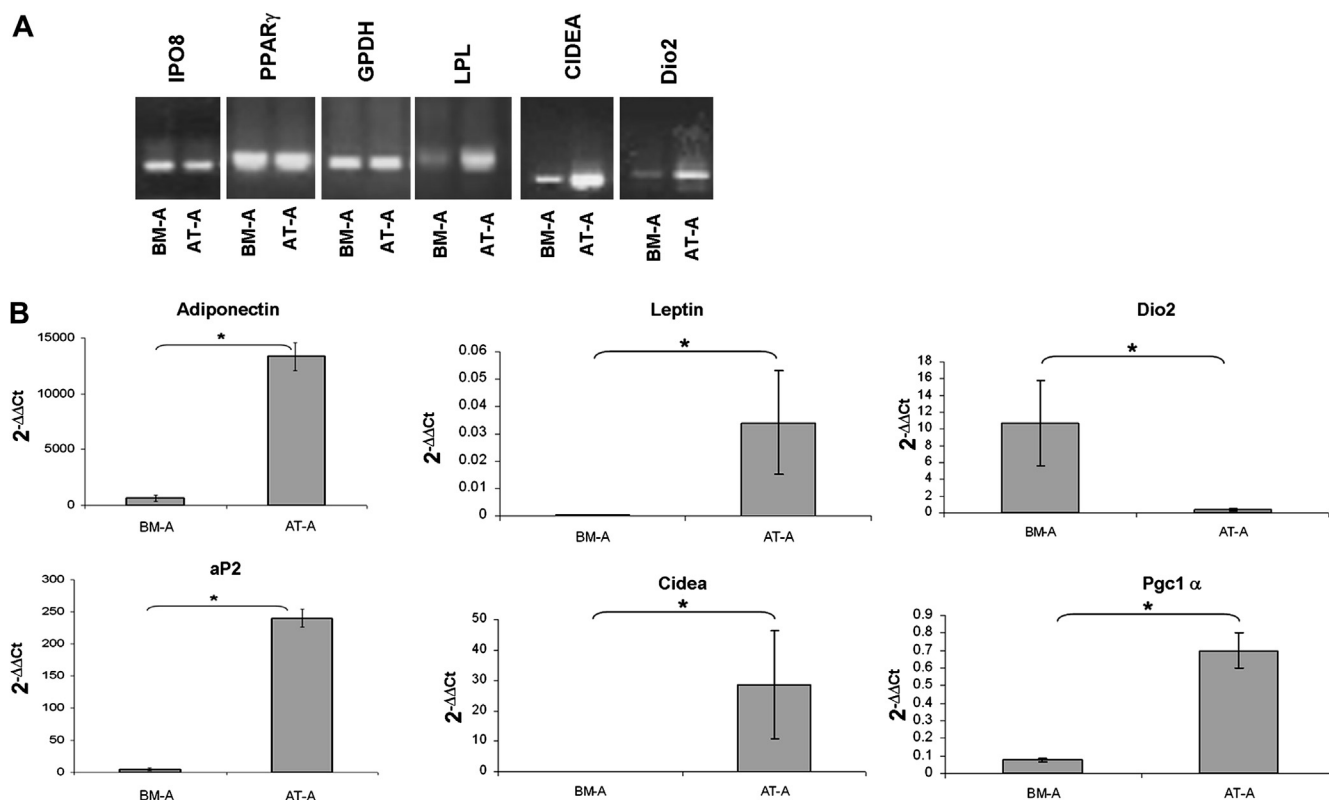 A
IPO8
PPARγ
GPDH
LPL
CIDEA
Dio2
BM-A
AT-A
BM-A
AT-A
BM-A
AT-A
BM-A
AT-A
BM-A
AT-A
BM-A
AT-A
B
Adiponectin
2-ΔΔCt
15000
10000
5000
0
*
BM-A
AT-A
Leptin
2-ΔΔCt
0.06
0.05
0.04
0.03
0.02
0.01
0
*
BM-A
AT-A
Dio2
2-ΔΔCt
18
16
14
12
10
8
6
4
2
0
*
BM-A
AT-A
aP2
2-ΔΔCt
300
250
200
150
100
50
0
*
BM-A
AT-A
Cidea
2-ΔΔCt
50
40
30
20
10
0
*
BM-A
AT-A
Pgc1 α
2-ΔΔCt
0.9
0.8
0.7
0.6
0.5
0.4
0.3
0.2
0.1
0
*
BM-A
AT-A